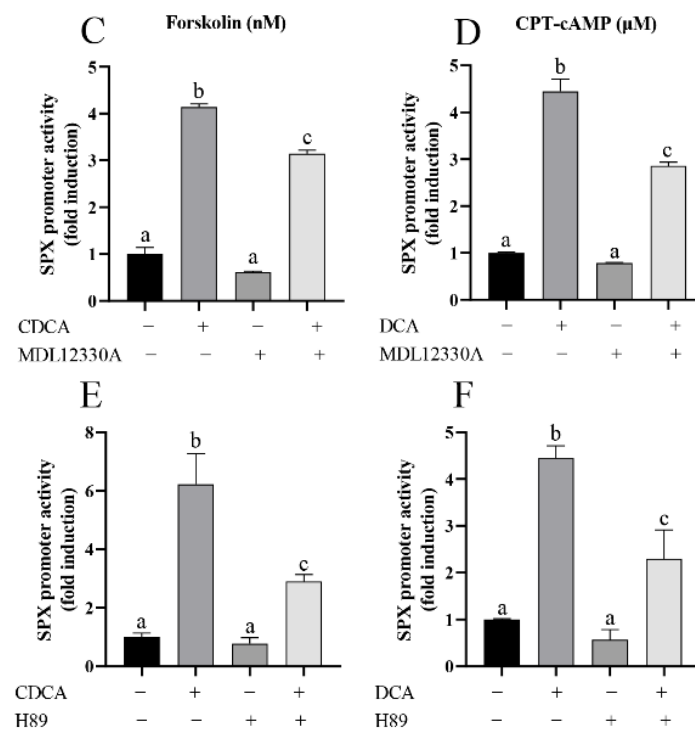 Forskolin (nM)
CPT-cAMP (μM)
C
SPX promoter activity
(fold induction)
5
4
3
2
1
0
a
b
a
c
CDCA − + − +
MDL12330A − − + +
D
SPX promoter activity
(fold induction)
5
4
3
2
1
0
a
b
a
c
DCA − + − +
MDL12330A − − + +
E
SPX promoter activity
(fold induction)
8
6
4
2
0
a
b
a
c
CDCA − + − +
H89 − − + +
F
SPX promoter activity
(fold induction)
5
4
3
2
1
0
a
b
a
c
DCA − + − +
H89 − − + +